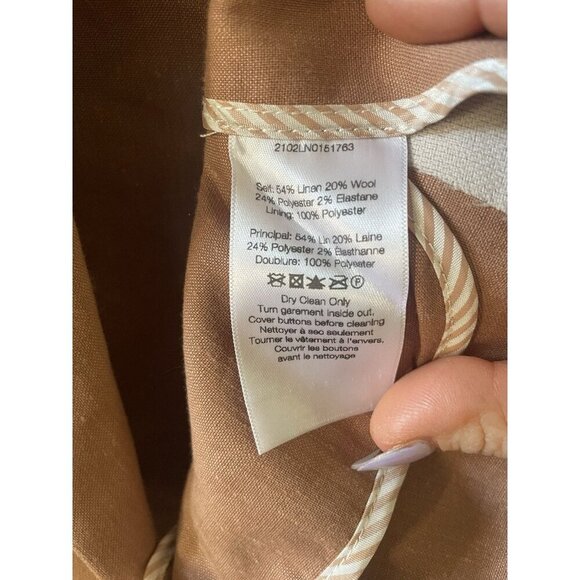 2102LN0151763
Self: 54% Linen 20% Wool
24% Polyester 2% Elastane
Lining: 100% Polyester
Principal: 54% Lin 20% Laine
24% Polyester 2% Élasthanne
Doublure: 100% Polyester
Dry Clean Only
Turn garement inside out.
Cover buttons before cleaning
Nettoyer à sec seulement
Tourner le vêtement à l'envers.
Couvrir les boutons
avant le nettoyage